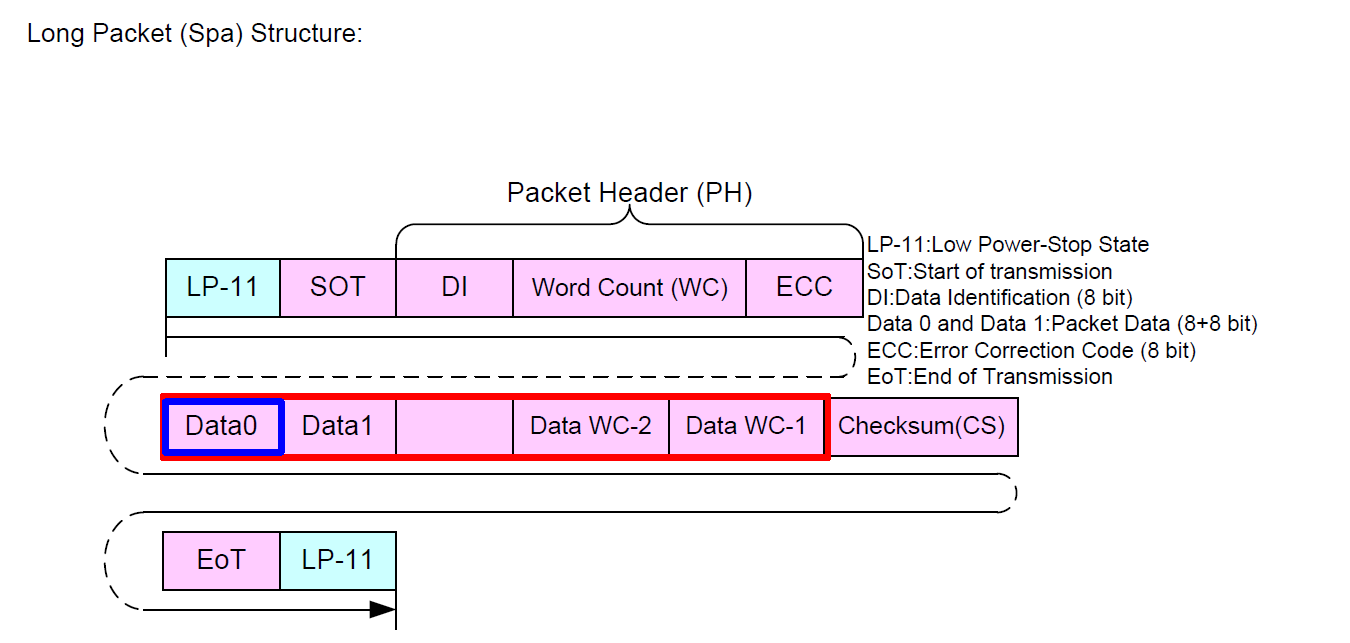 Long Packet (Spa) Structure:
Packet Header (PH)
LP-11 SOT DI Word Count (WC) ECC
LP-11:Low Power-Stop State
SoT:Start of transmission
DI:Data Identification (8 bit)
Data 0 and Data 1:Packet Data (8+8 bit)
ECC:Error Correction Code (8 bit)
EoT:End of Transmission
Data0 Data1 Data WC-2 Data WC-1 Checksum(CS)
EoT LP-11